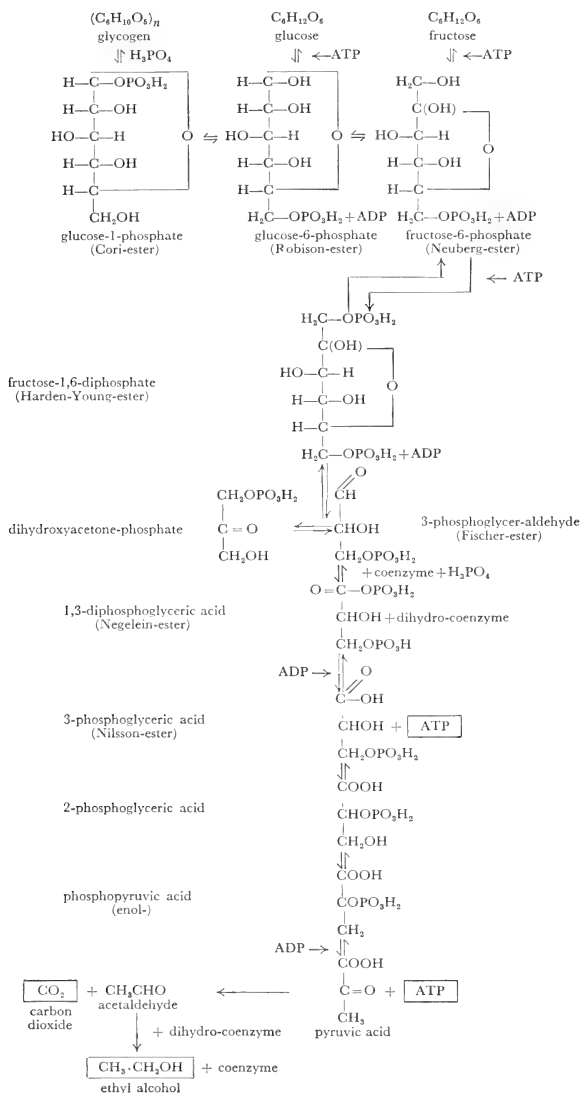 (C₆H₁₀O₅)ₙ C₆H₁₂O₆ C₆H₁₂O₆
glycogen glucose fructose
⇌ H₃PO₄ ⇌ ←ATP ⇌ ←ATP
H—C—OPO₃H₂ H—C—OH H₂C—OH
H—C—OH H—C—OH C(OH)
HO—C—H O ⇌ HO—C—H O ⇌ HO—C—H O
H—C—OH H—C—OH H—C—OH
H—C H—C H—C
CH₂OH H₂C—OPO₃H₂+ADP H₂C—OPO₃H₂+ADP
glucose-1-phosphate glucose-6-phosphate fructose-6-phosphate
(Cori-ester) (Robison-ester) (Neuberg-ester)
← ATP
H₃C—OPO₃H₂
C(OH)
HO—C—H
fructose-1,6-diphosphate O
(Harden-Young-ester) H—C—OH
H—C
H₂C—OPO₃H₂+ADP
O
CH₂OPO₃H₂ CH
dihydroxyacetone-phosphate C=O ⇌ CHOH 3-phosphoglycer-aldehyde
(Fischer-ester)
CH₂OH CH₂OPO₃H₂
⇌ +coenzyme+H₃PO₄
O=C—OPO₃H₂
1,3-diphosphoglyceric acid
(Negelein-ester) CHOH+dihydro-coenzyme
CH₂OPO₃H
ADP → O
C—OH
3-phosphoglyceric acid CHOH + ATP
(Nilsson-ester)
CH₂OPO₃H₂
⇌
COOH
2-phosphoglyceric acid CHOPO₃H₂
CH₂OH
⇌
COOH
phosphopyruvic acid COPO₃H₂
(enol-)
CH₂
ADP → ⇌
COOH
CO₂ + CH₃CHO ← C=O + ATP
carbon acetaldehyde
dioxide CH₃
+ dihydro-coenzyme pyruvic acid
CH₃·CH₂OH + coenzyme
ethyl alcohol